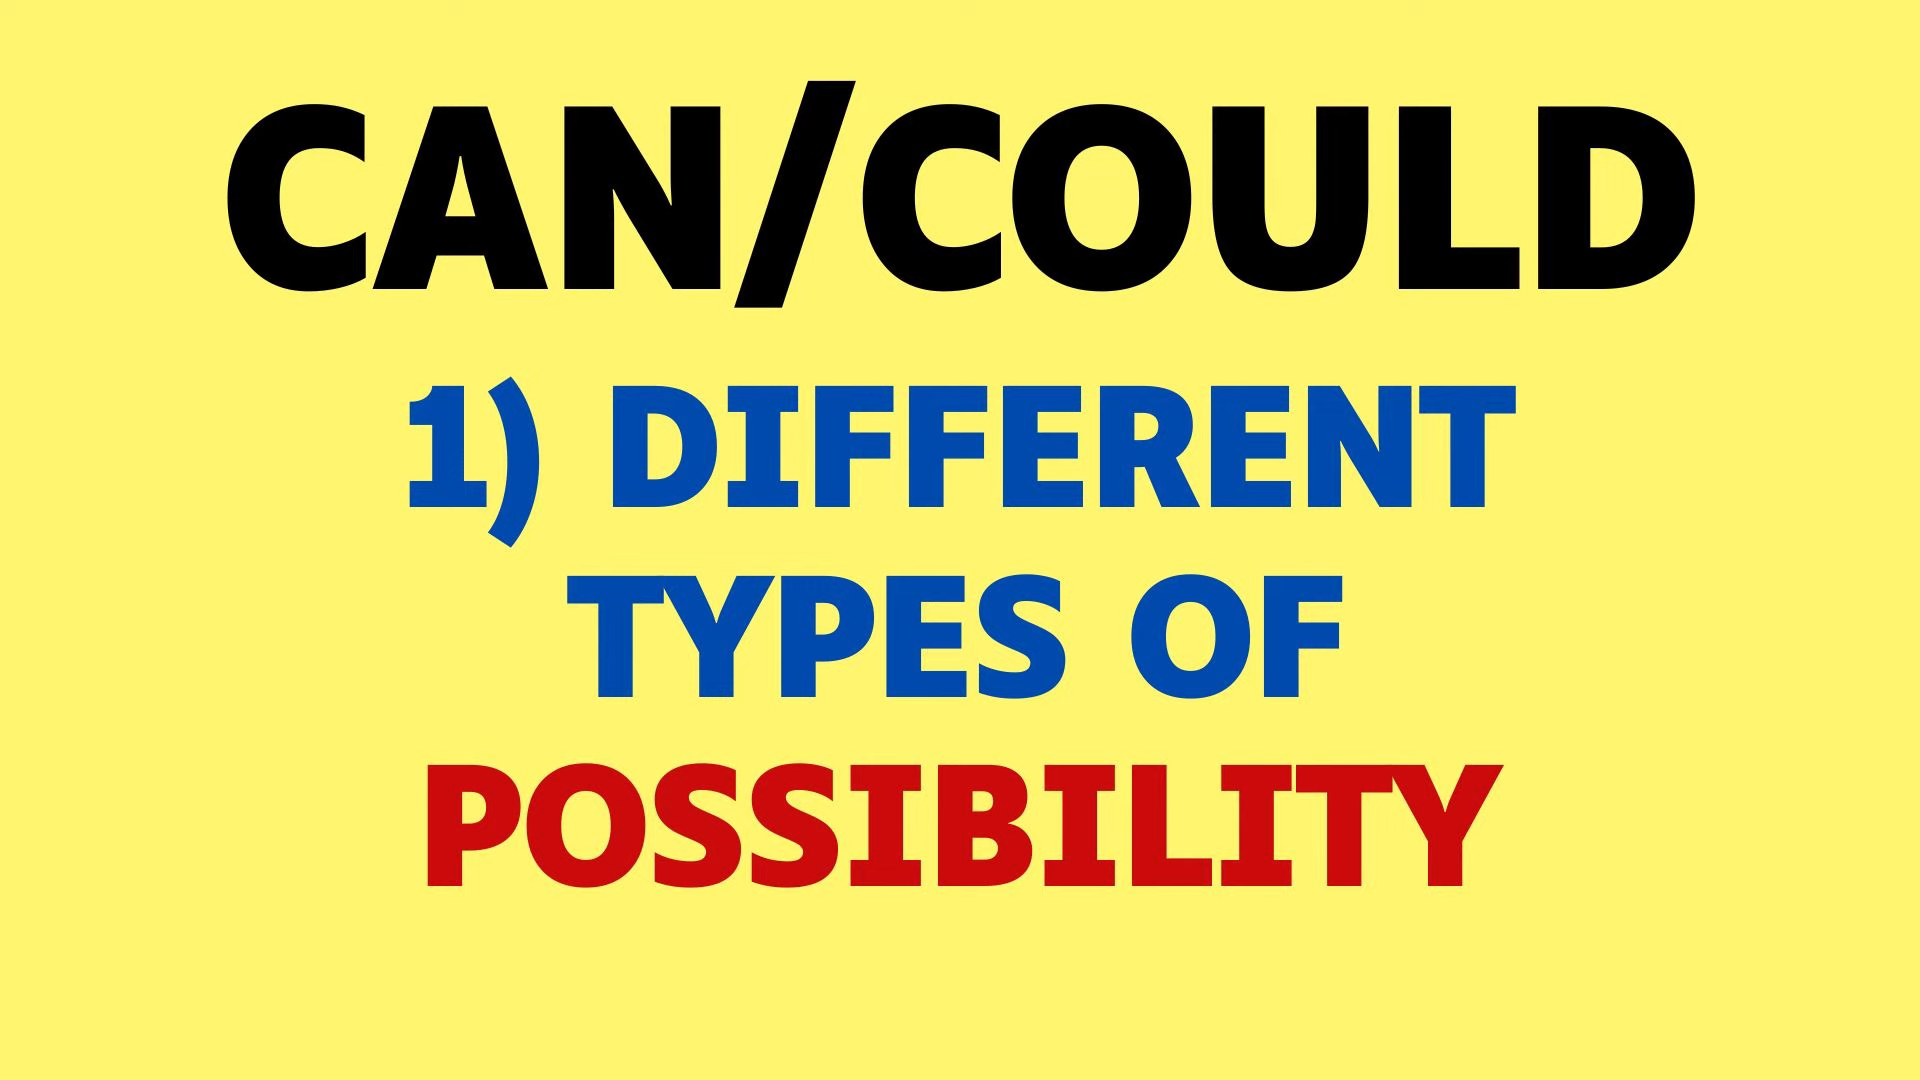 CAN/COULD
1) DIFFERENT
TYPES OF
POSSIBILITY